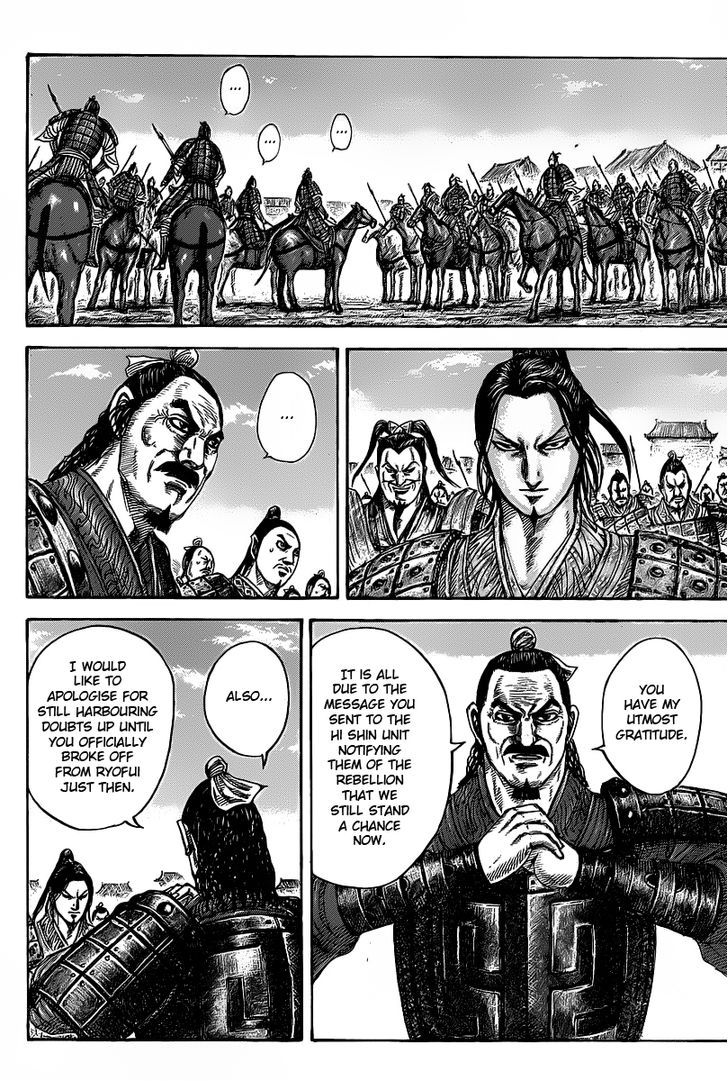 ...
...
...
...
YOU
HAVE MY
UTMOST
GRATITUDE.
IT IS ALL
DUE TO THE
MESSAGE YOU
SENT TO THE
HI SHIN UNIT
NOTIFYING
THEM OF THE
REBELLION
THAT WE
STILL STAND
A CHANCE
NOW.
ALSO...
I WOULD
LIKE TO
APOLOGISE FOR
STILL HARBOURING
DOUBTS UP UNTIL
YOU OFFICIALLY
BROKE OFF
FROM RYOFUI
JUST THEN.